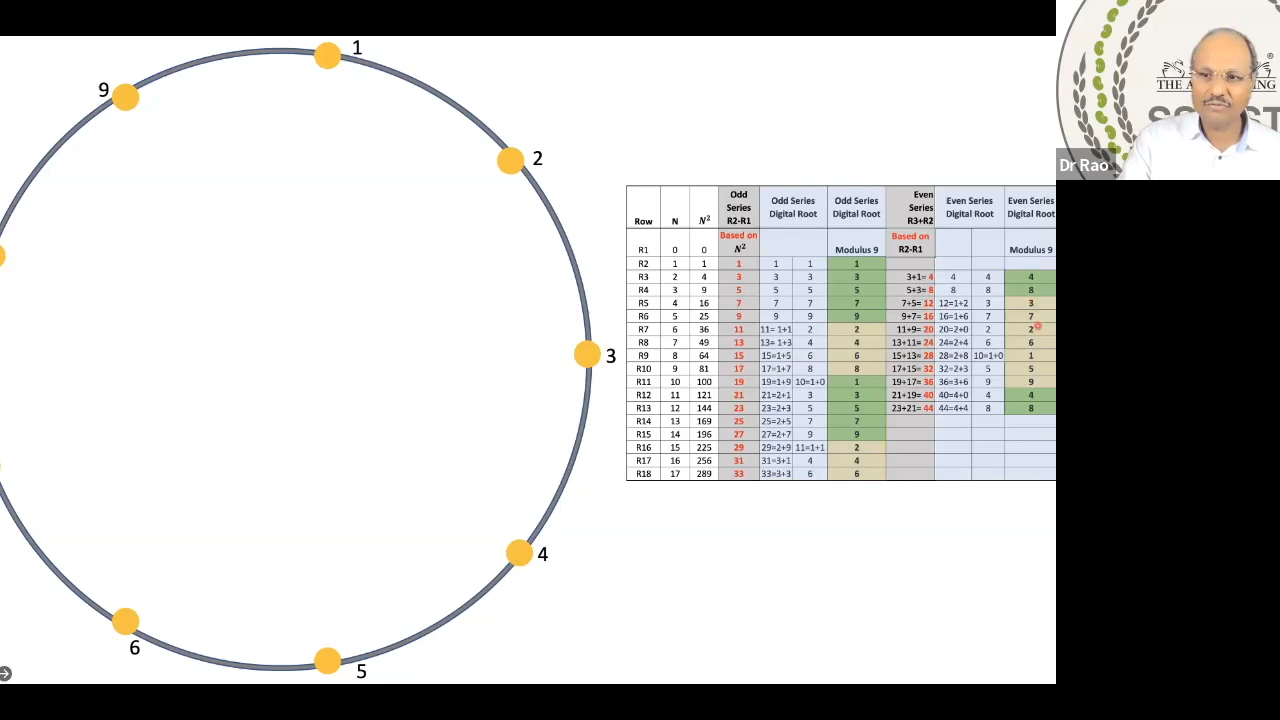 1
9
2
3
4
6
5
Dr Rao
THE A
ING
®
Row N N² Odd Series R2-R1 Odd Series Digital Root Odd Series Digital Root Even Series R3+R2 Even Series Digital Root Even Series Digital Root
R1 0 0 Based on N² Modulus 9 Based on R2-R1 Modulus 9
R2 1 1 1 1 1 1
R3 2 4 3 3 3 3 3+1= 4 4 4 4
R4 3 9 5 5 5 5 5+3= 8 8 8 8
R5 4 16 7 7 7 7 7+5= 12 12=1+2 3 3
R6 5 25 9 9 9 9 9+7= 16 16=1+6 7 7
R7 6 36 11 11= 1+1 2 2 11+9= 20 20=2+0 2 2
R8 7 49 13 13= 1+3 4 4 13+11= 24 24=2+4 6 6
R9 8 64 15 15=1+5 6 6 15+13= 28 28=2+8 10=1+0 1
R10 9 81 17 17=1+7 8 8 17+15= 32 32=2+3 5 5
R11 10 100 19 19=1+9 10=1+0 1 19+17= 36 36=3+6 9 9
R12 11 121 21 21=2+1 3 3 21+19= 40 40=4+0 4 4
R13 12 144 23 23=2+3 5 5 23+21= 44 44=4+4 8 8
R14 13 169 25 25=2+5 7 7
R15 14 196 27 27=2+7 9 9
R16 15 225 29 29=2+9 11=1+1 2
R17 16 256 31 31=3+1 4 4
R18 17 289 33 33=3+3 6 6